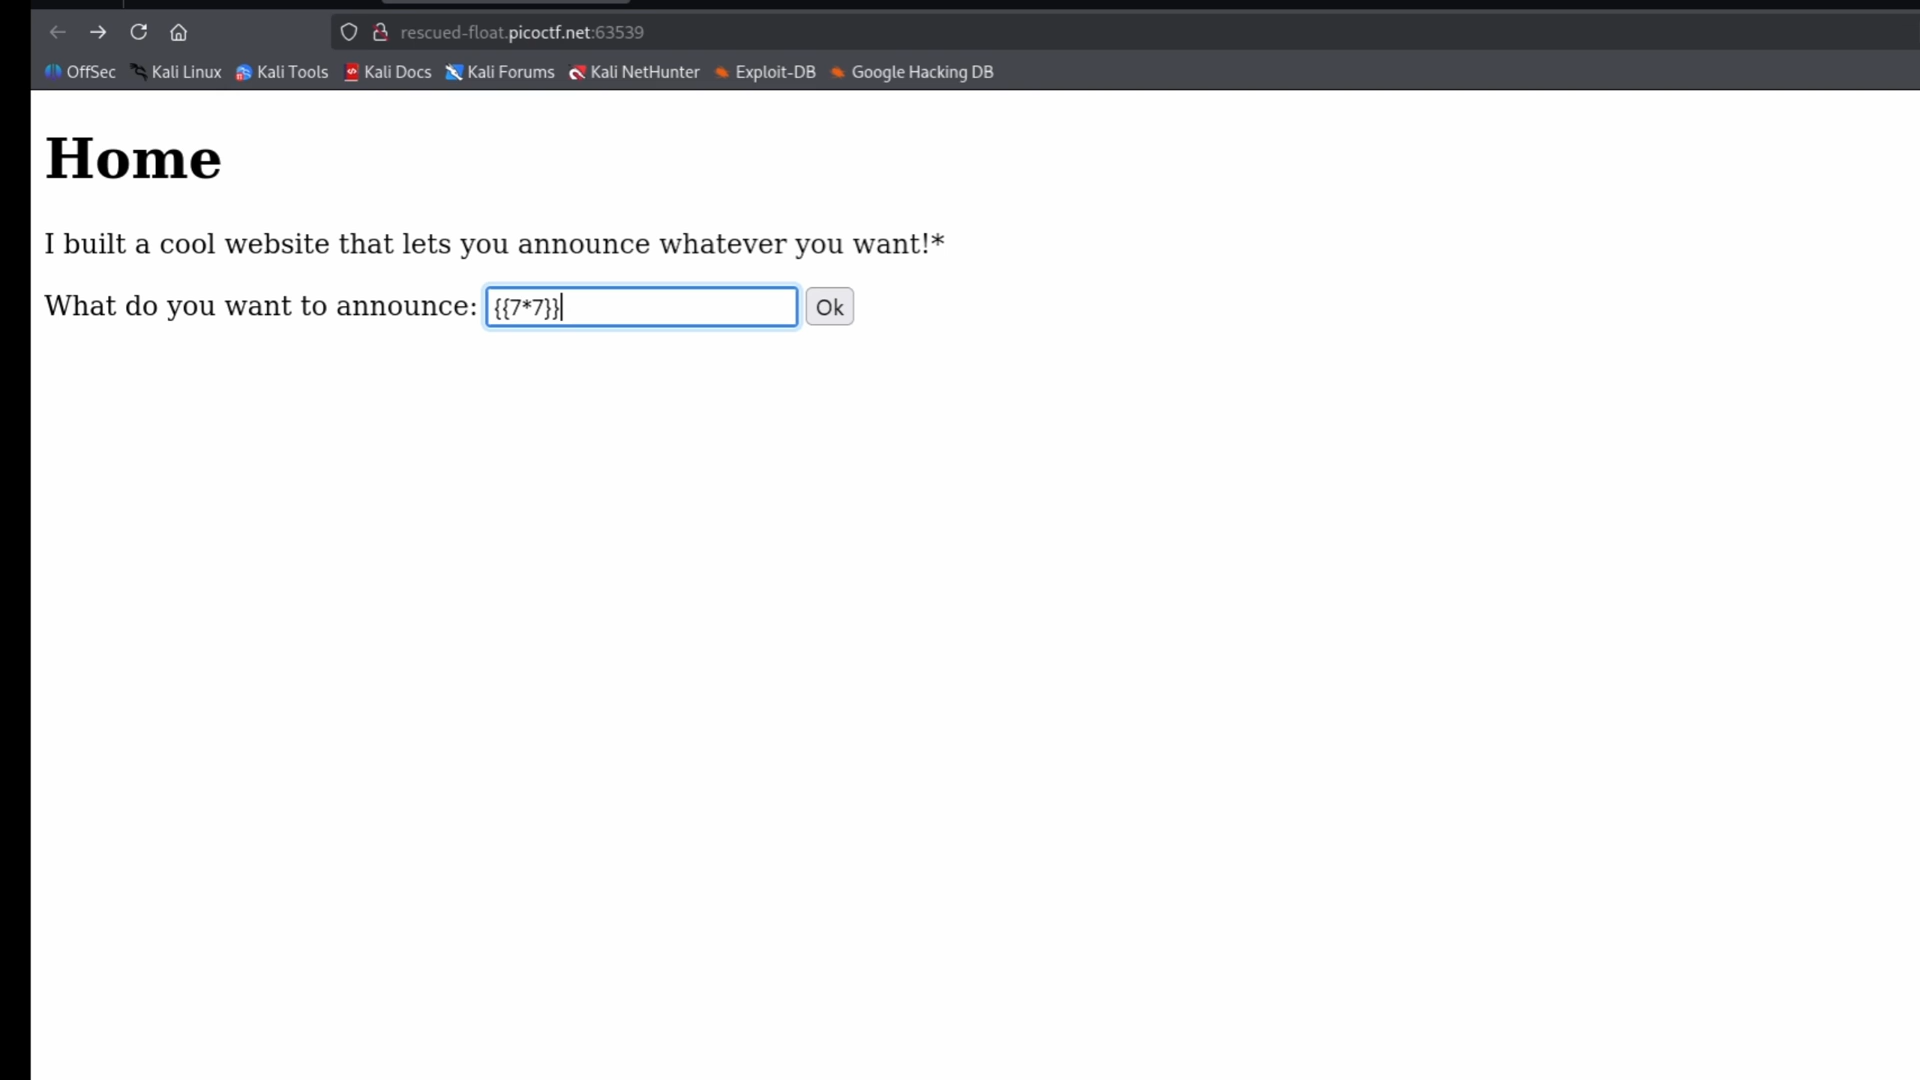 rescued-float.picoctf.net:63539
OffSec Kali Linux Kali Tools Kali Docs Kali Forums Kali NetHunter Exploit-DB Google Hacking DB
Home
I built a cool website that lets you announce whatever you want!*
What do you want to announce: {{7*7}} Ok